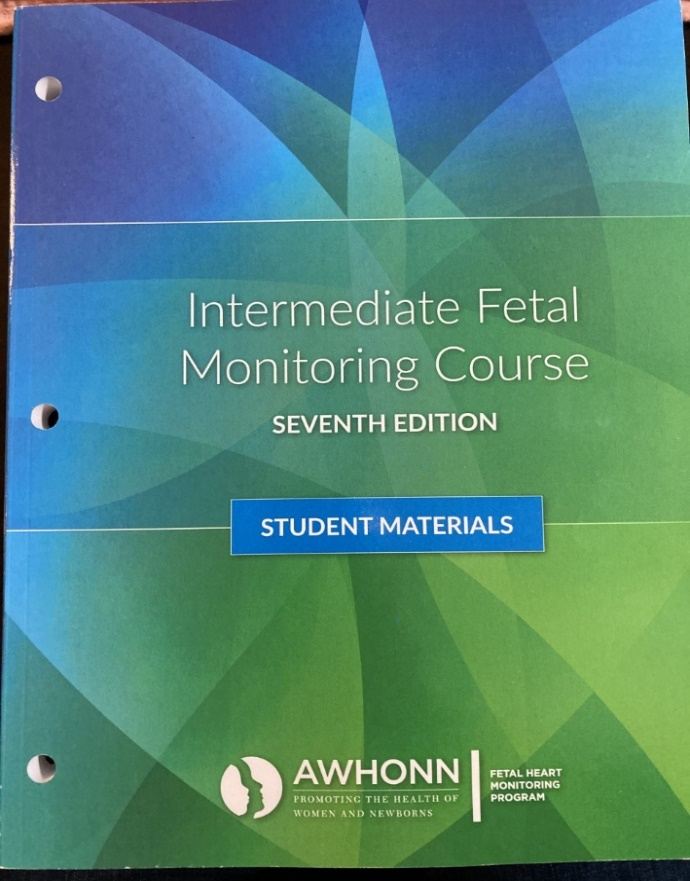 Intermediate Fetal
Monitoring Course
SEVENTH EDITION
STUDENT MATERIALS
AWHONN
PROMOTING THE HEALTH OF
WOMEN AND NEWBORNS
FETAL HEART
MONITORING
PROGRAM